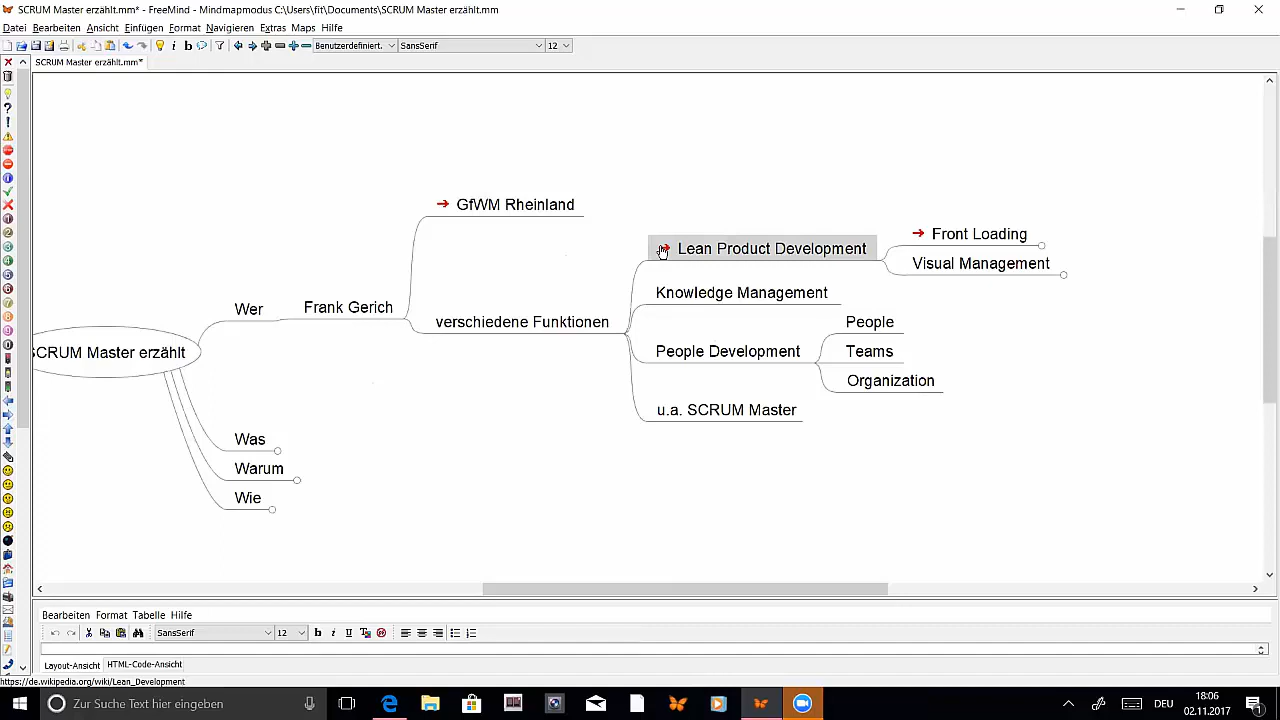 SCRUM Master erzählt.mm* - FreeMind - Mindmapmodus C:\Users\fit\Documents\SCRUM Master erzählt.mm
Datei Bearbeiten Ansicht Einfügen Format Navigieren Extras Maps Hilfe
Benutzerdefiniert. SansSerif 12
SCRUM Master erzählt.mm*
GfWM Rheinland
Front Loading
Lean Product Development
Visual Management
Knowledge Management
Wer
Frank Gerich
verschiedene Funktionen
People
SCRUM Master erzählt
People Development
Teams
Organization
u.a. SCRUM Master
Was
Warum
Wie
Bearbeiten Format Tabelle Hilfe
SansSerif 12
Layout-Ansicht HTML-Code-Ansicht
https://de.wikipedia.org/wiki/Lean_Development
Zur Suche Text hier eingeben
DEU
18:06
02.11.2017